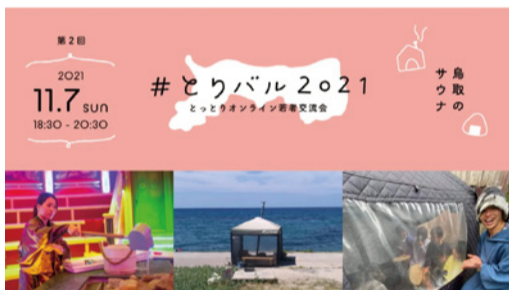 第2回
2021
11.7 sun
18:30 - 20:30
#とりバル2021
とっとりオンライン若者交流会
鳥取の
サウナ